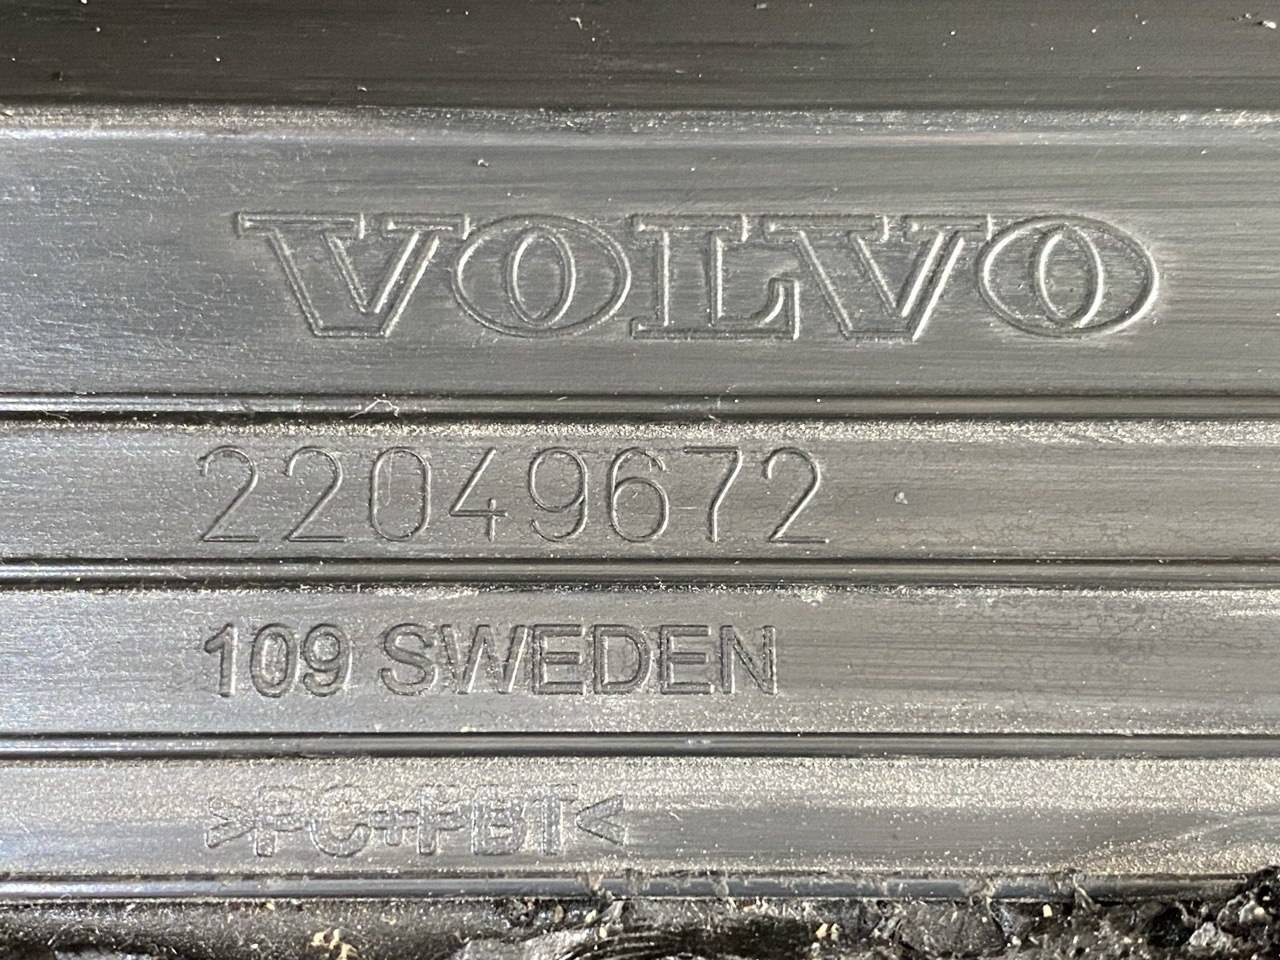 VOLVO
22049672
109 SWEDEN
>PC+PBT<